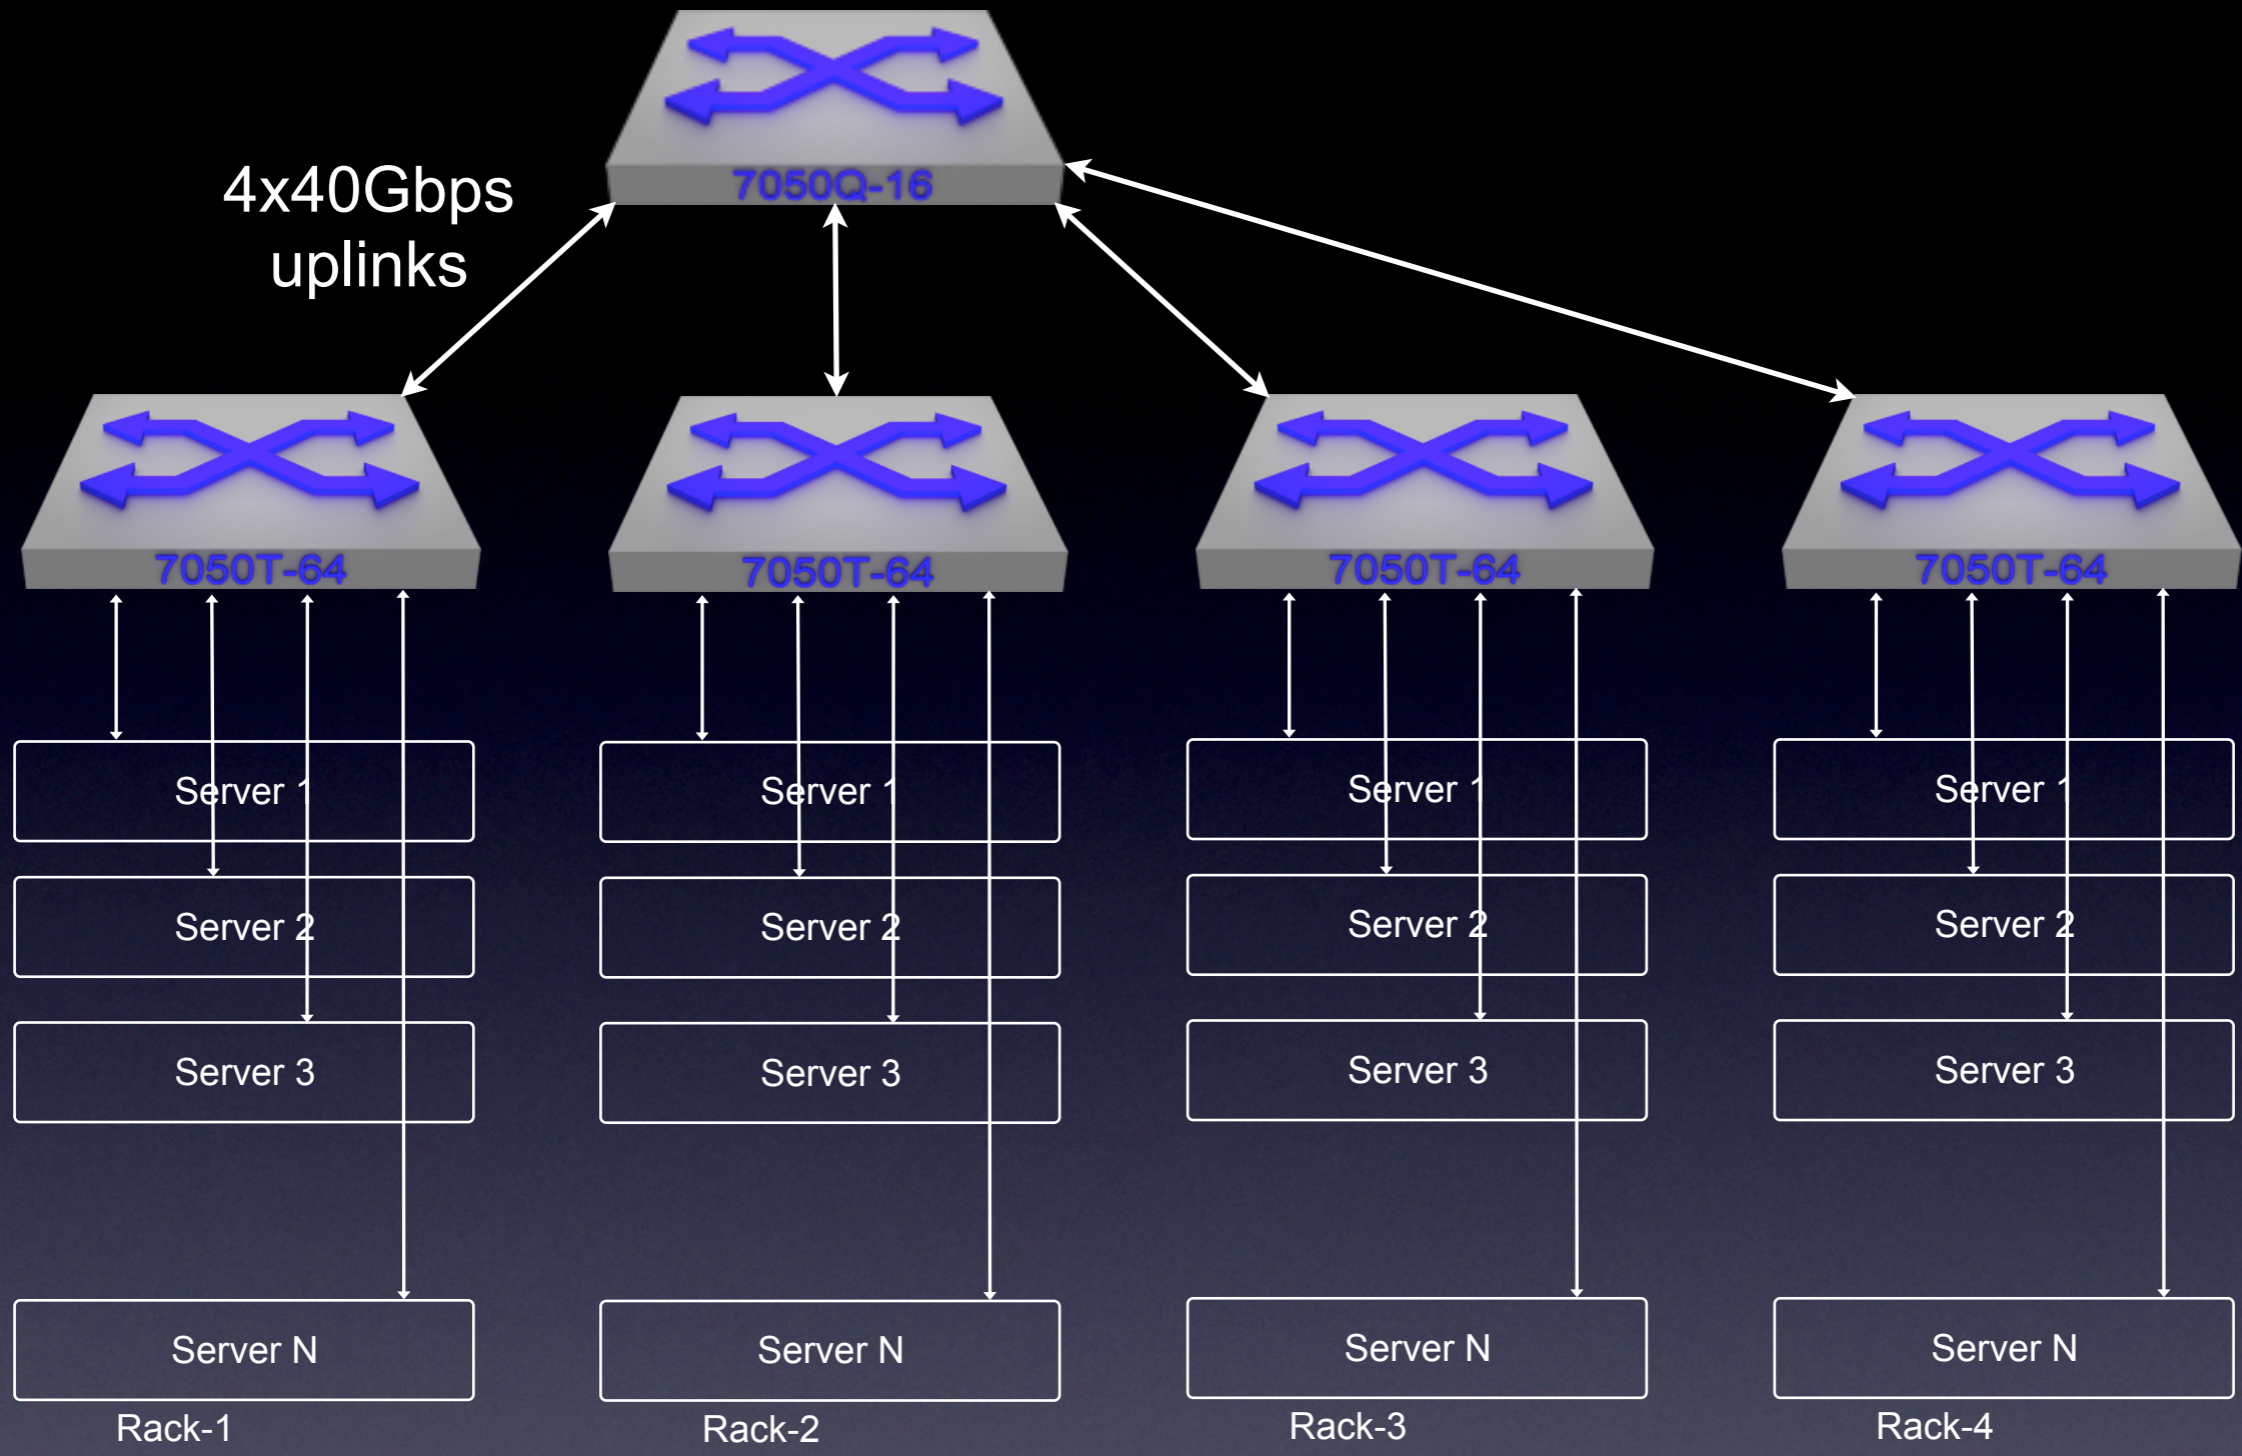 7050Q-16
4x40Gbps
uplinks
7050T-64
7050T-64
7050T-64
7050T-64
Server 1
Server 1
Server 1
Server 1
Server 2
Server 2
Server 2
Server 2
Server 3
Server 3
Server 3
Server 3
Server N
Server N
Server N
Server N
Rack-1
Rack-2
Rack-3
Rack-4